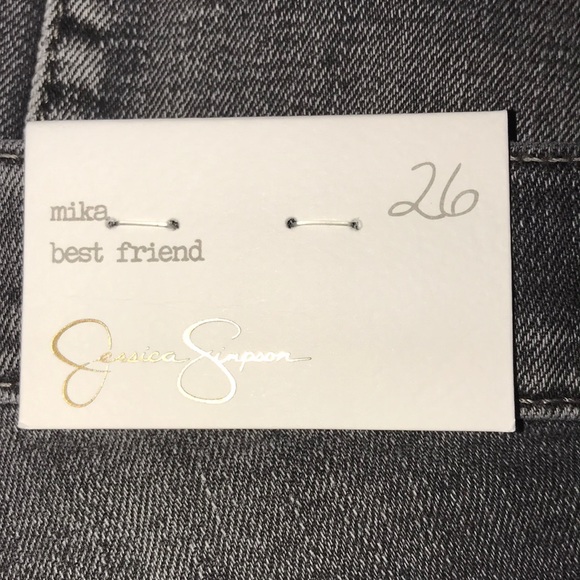 mika
26
best friend
Jessica Simpson